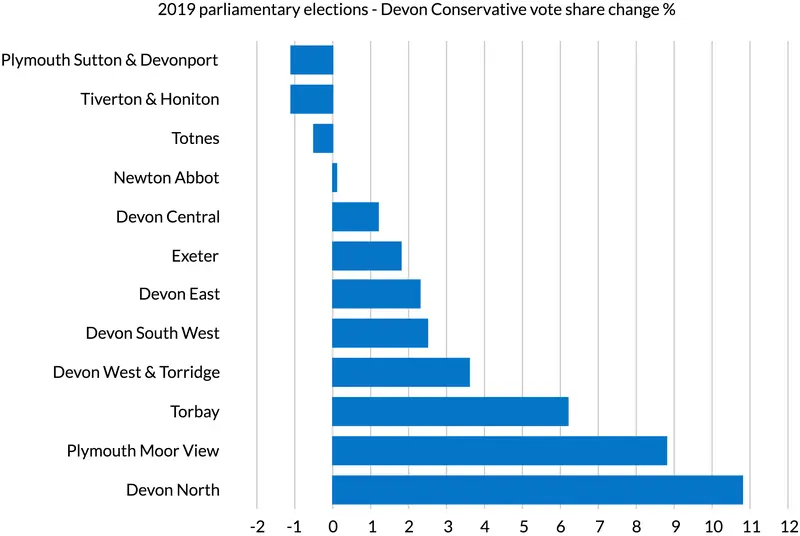 2019 parliamentary elections - Devon Conservative vote share change %
Plymouth Sutton & Devonport
Tiverton & Honiton
Totnes
Newton Abbot
Devon Central
Exeter
Devon East
Devon South West
Devon West & Torridge
Torbay
Plymouth Moor View
Devon North
-2 -1 0 1 2 3 4 5 6 7 8 9 10 11 12